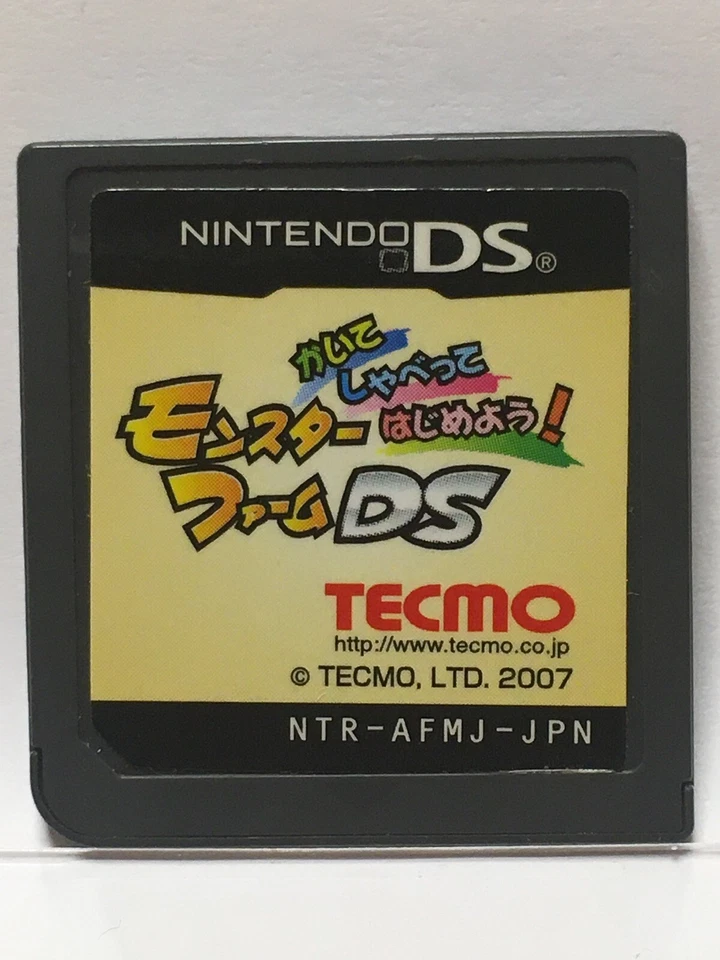 NINTENDO DS®
かいて
しゃべって
はじめよう!
モンスター
ファームDS
TECMO
http://www.tecmo.co.jp
© TECMO, LTD. 2007
NTR-AFMJ-JPN